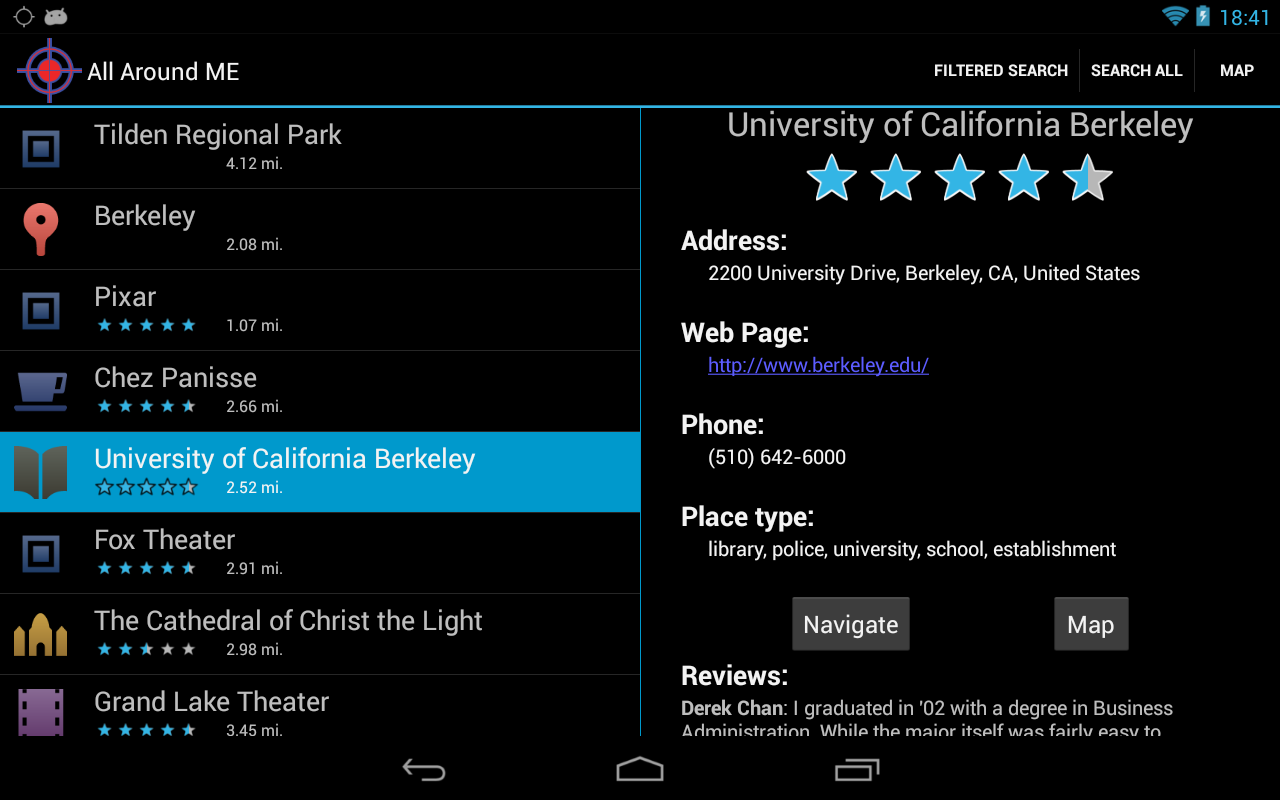 18:41
All Around ME
FILTERED SEARCH
SEARCH ALL
MAP
Tilden Regional Park
4.12 mi.
Berkeley
2.08 mi.
Pixar
1.07 mi.
Chez Panisse
2.66 mi.
University of California Berkeley
2.52 mi.
Fox Theater
2.91 mi.
The Cathedral of Christ the Light
2.98 mi.
Grand Lake Theater
3.45 mi.
University of California Berkeley
Address:
2200 University Drive, Berkeley, CA, United States
Web Page:
http://www.berkeley.edu/
Phone:
(510) 642-6000
Place type:
library, police, university, school, establishment
Navigate
Map
Reviews:
Derek Chan: I graduated in '02 with a degree in Business
Administration. While the major itself was fairly easy to